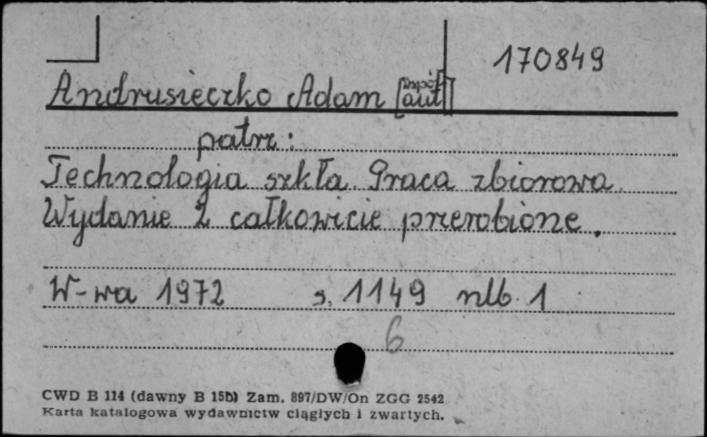 170849
Andrusieczko Adam [współaut]
patrz:
Technologia szkła. Praca zbiorowa.
Wydanie 2 całkowicie przerobione.
W-wa 1972 s. 1149 nlb. 1
6
CWD B 114 (dawny B 15b) Zam. 897/DW/On ZGG 2542
Karta katalogowa wydawnictw ciągłych i zwartych.